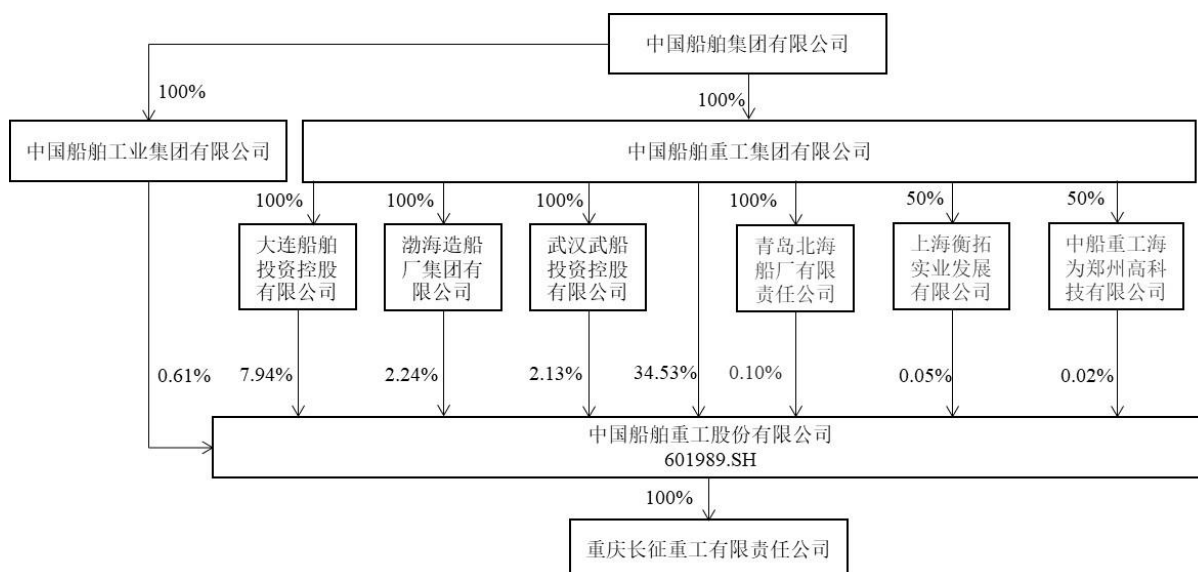 中国船舶集团有限公司
100%
100%
中国船舶工业集团有限公司
中国船舶重工集团有限公司
100%
100%
100%
100%
50%
50%
大连船舶
投资控股
有限公司
渤海造船
厂集团有
限公司
武汉武船
投资控股
有限公司
青岛北海
船厂有限
责任公司
上海衡拓
实业发展
有限公司
中船重工海
为郑州高科
技有限公司
0.61%
7.94%
2.24%
2.13%
34.53%
0.10%
0.05%
0.02%
中国船舶重工股份有限公司
601989.SH
100%
重庆长征重工有限责任公司